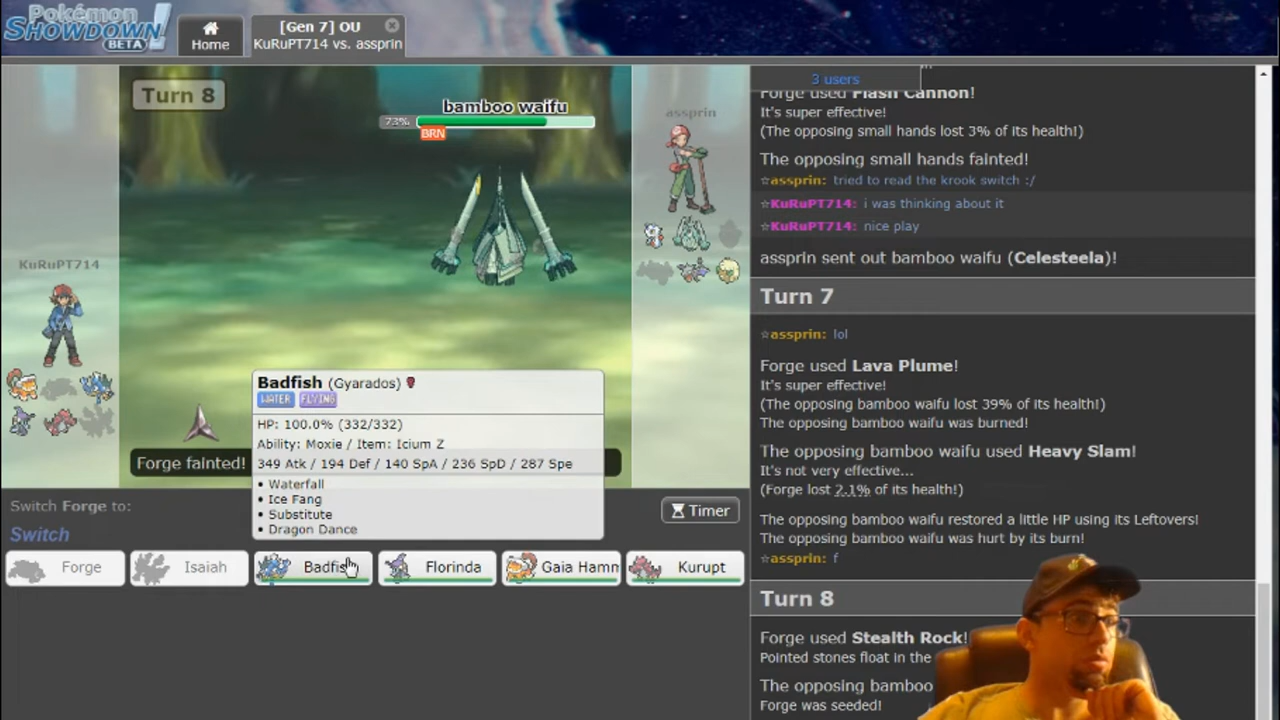 Pokémon
SHOWDOWN!
BETA
Home
[Gen 7] OU
KuRuPT714 vs. assprin
Turn 8
bamboo waifu
73%
BRN
assprin
KuRuPT714
Badfish (Gyarados)
WATER FLYING
HP: 100.0% (332/332)
Ability: Moxie / Item: Icium Z
349 Atk / 194 Def / 140 SpA / 236 SpD / 287 Spe
• Waterfall
• Ice Fang
• Substitute
• Dragon Dance
Forge fainted!
Switch Forge to:
Timer
Switch
Forge
Isaiah
Badfish
Florinda
Gaia Hamm
Kurupt
3 users
Forge used Flash Cannon!
It's super effective!
(The opposing small hands lost 3% of its health!)
The opposing small hands fainted!
☆assprin: tried to read the krook switch :/
☆KuRuPT714: i was thinking about it
☆KuRuPT714: nice play
assprin sent out bamboo waifu (Celesteela)!
Turn 7
☆assprin: lol
Forge used Lava Plume!
It's super effective!
(The opposing bamboo waifu lost 39% of its health!)
The opposing bamboo waifu was burned!
The opposing bamboo waifu used Heavy Slam!
It's not very effective...
(Forge lost 2.1% of its health!)
The opposing bamboo waifu restored a little HP using its Leftovers!
The opposing bamboo waifu was hurt by its burn!
☆assprin: f
Turn 8
Forge used Stealth Rock!
Pointed stones float in the
The opposing bamboo
Forge was seeded!